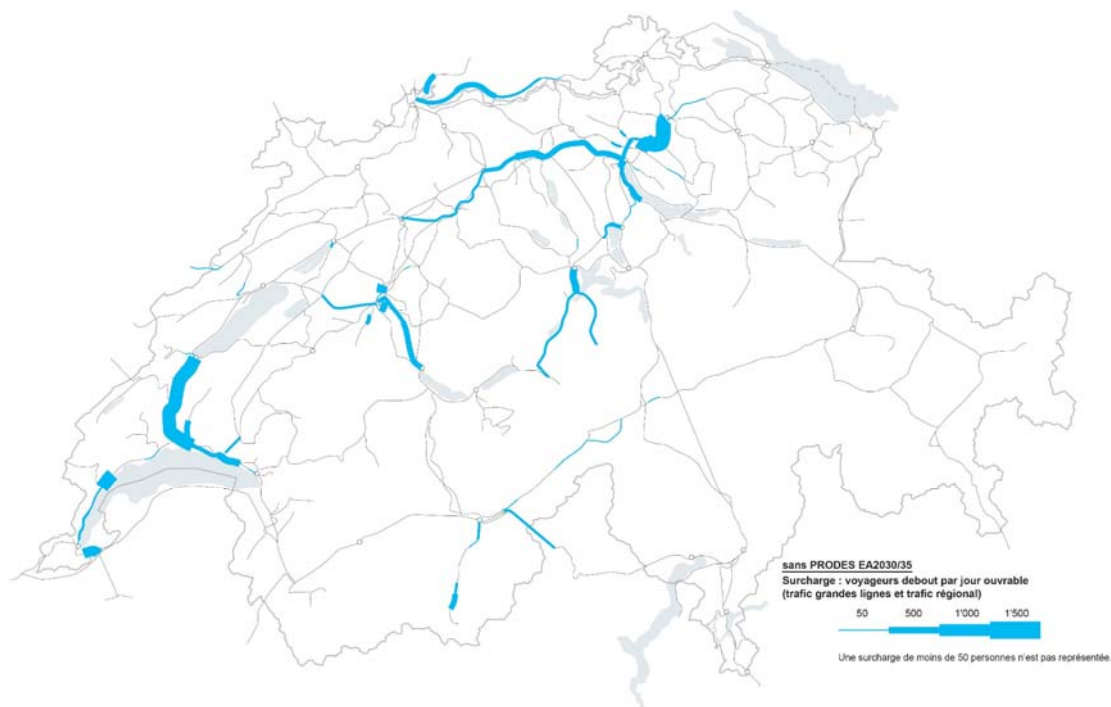 sans PRODES EA2030/35
Surcharge : voyageurs debout par jour ouvrable
(trafic grandes lignes et trafic régional)
50 500 1'000 1'500
Une surcharge de moins de 50 personnes n'est pas représentée.